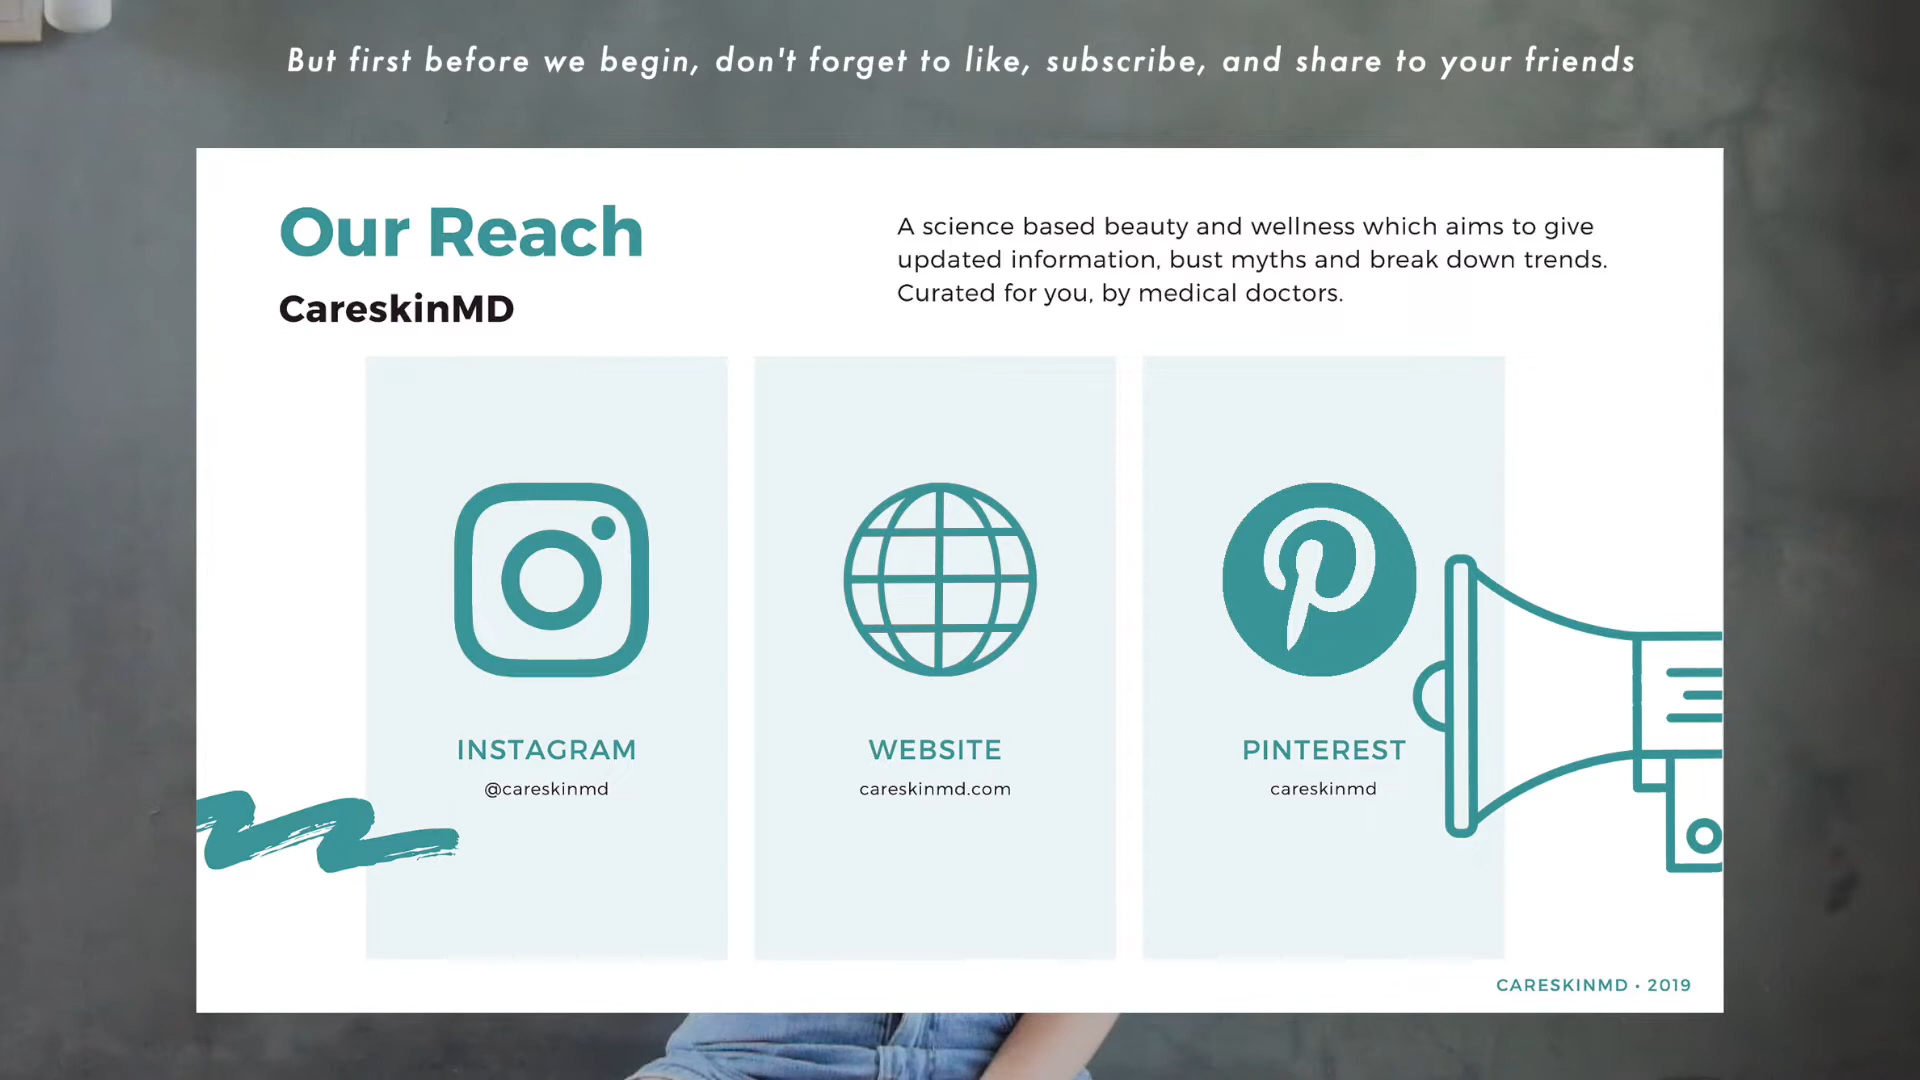 But first before we begin, don't forget to like, subscribe, and share to your friends
Our Reach
CareskinMD
A science based beauty and wellness which aims to give
updated information, bust myths and break down trends.
Curated for you, by medical doctors.
INSTAGRAM
@careskinmd
WEBSITE
careskinmd.com
PINTEREST
careskinmd
CARESKINMD • 2019